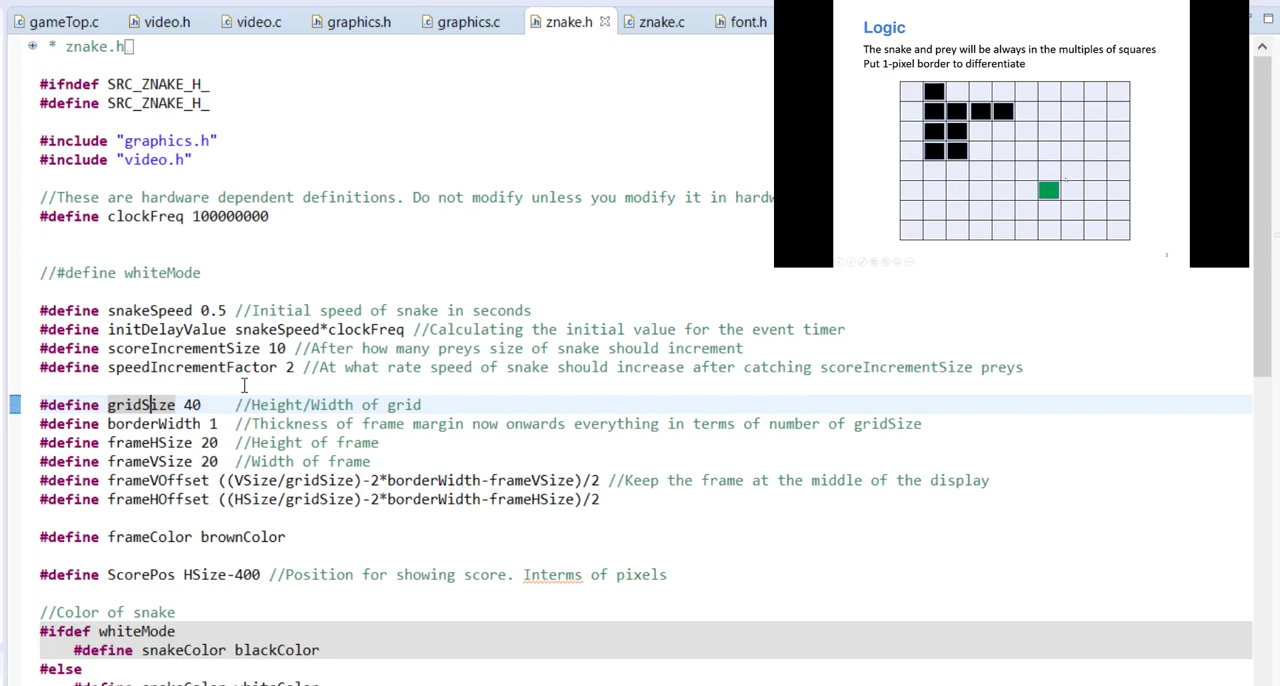 gameTop.c video.h video.c graphics.h graphics.c znake.h znake.c font.h
* znake.h
#ifndef SRC_ZNAKE_H_
#define SRC_ZNAKE_H_
#include "graphics.h"
#include "video.h"
//These are hardware dependent definitions. Do not modify unless you modify it in hardw
#define clockFreq 100000000
//#define whiteMode
#define snakeSpeed 0.5 //Initial speed of snake in seconds
#define initDelayValue snakeSpeed*clockFreq //Calculating the initial value for the event timer
#define scoreIncrementSize 10 //After how many preys size of snake should increment
#define speedIncrementFactor 2 //At what rate speed of snake should increase after catching scoreIncrementSize preys
#define gridSize 40 //Height/Width of grid
#define borderWidth 1 //Thickness of frame margin now onwards everything in terms of number of gridSize
#define frameHSize 20 //Height of frame
#define frameVSize 20 //Width of frame
#define frameVOffset ((VSize/gridSize)-2*borderWidth-frameVSize)/2 //Keep the frame at the middle of the display
#define frameHOffset ((HSize/gridSize)-2*borderWidth-frameHSize)/2
#define frameColor brownColor
#define ScorePos HSize-400 //Position for showing score. Interms of pixels
//Color of snake
#ifdef whiteMode
#define snakeColor blackColor
#else
Logic
The snake and prey will be always in the multiples of squares
Put 1-pixel border to differentiate